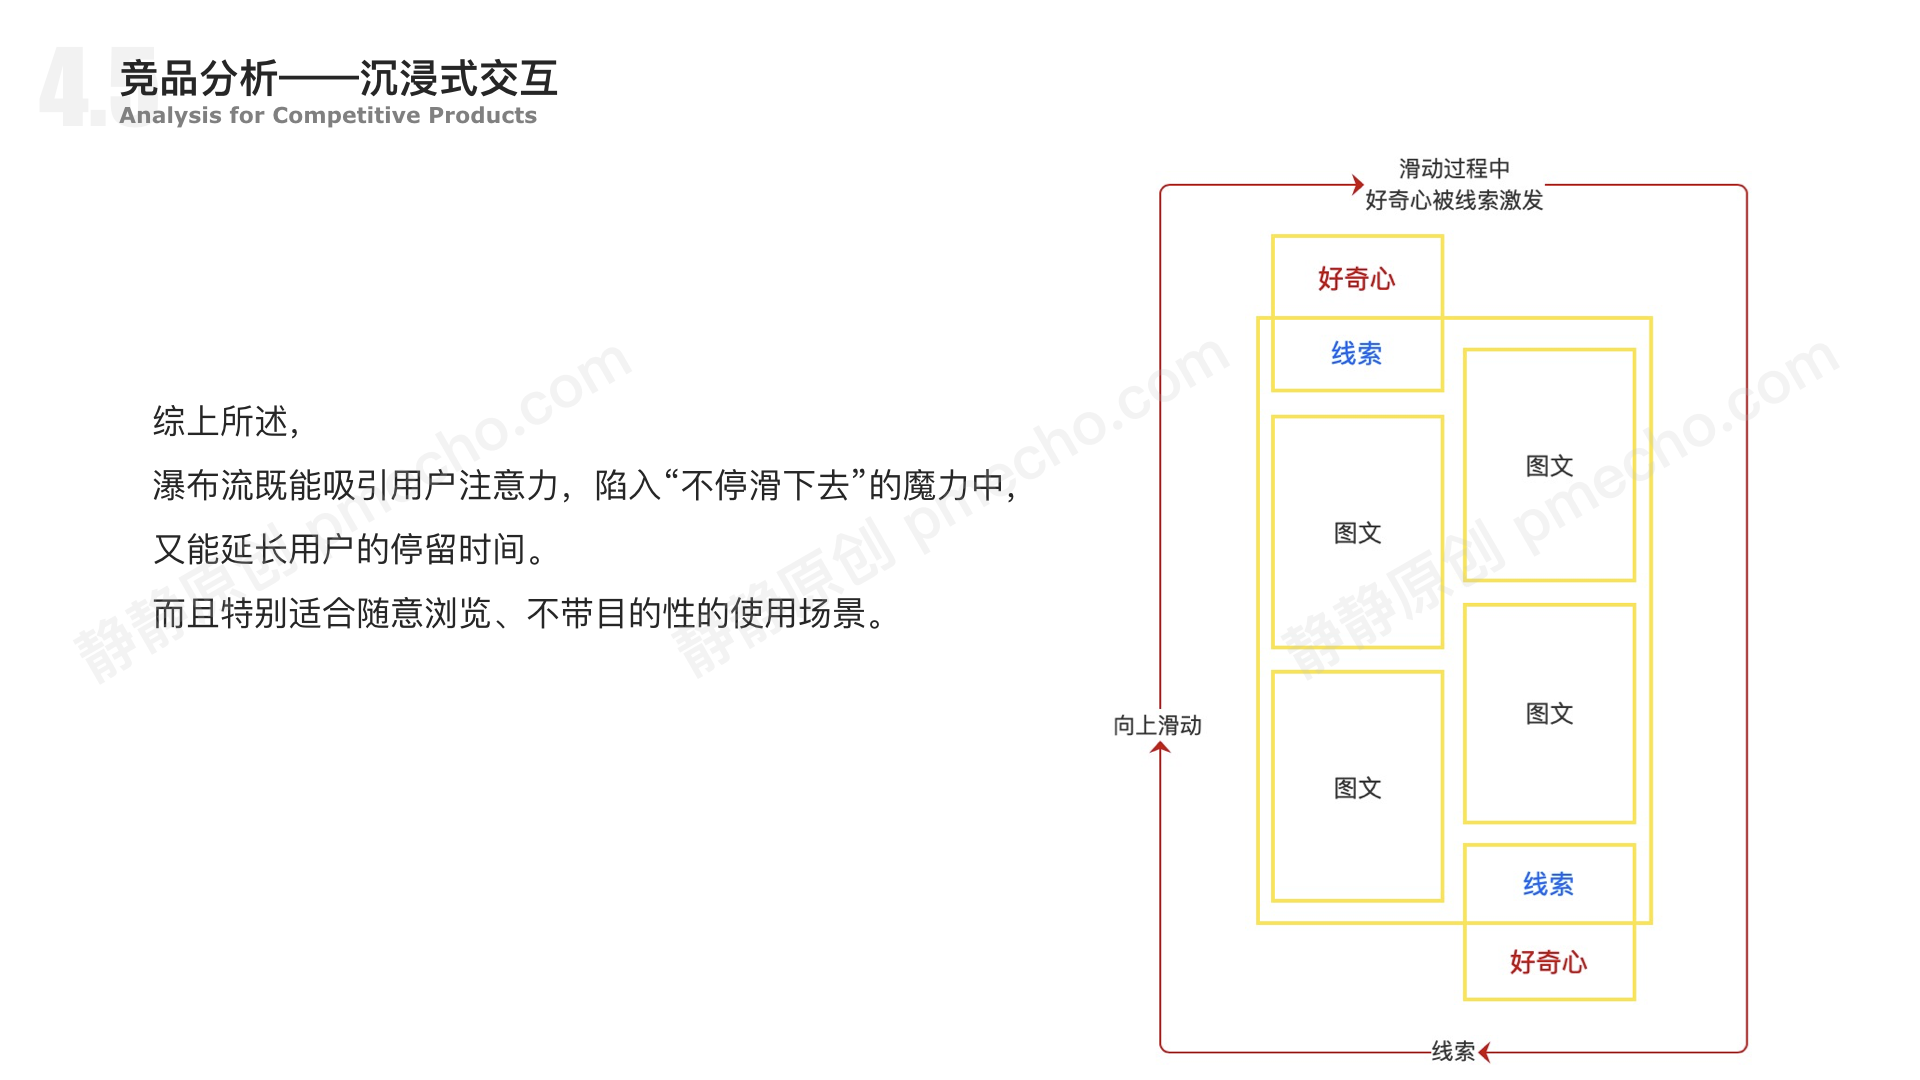 4.5
竞品分析——沉浸式交互
Analysis for Competitive Products
综上所述，
瀑布流既能吸引用户注意力，陷入“不停滑下去”的魔力中，
又能延长用户的停留时间。
而且特别适合随意浏览、不带目的性的使用场景。
滑动过程中
好奇心被线索激发
好奇心
线索
图文
图文
图文
图文
线索
好奇心
向上滑动
线索
静静原创 pmecho.com
静静原创 pmecho.com
静静原创 pmecho.com